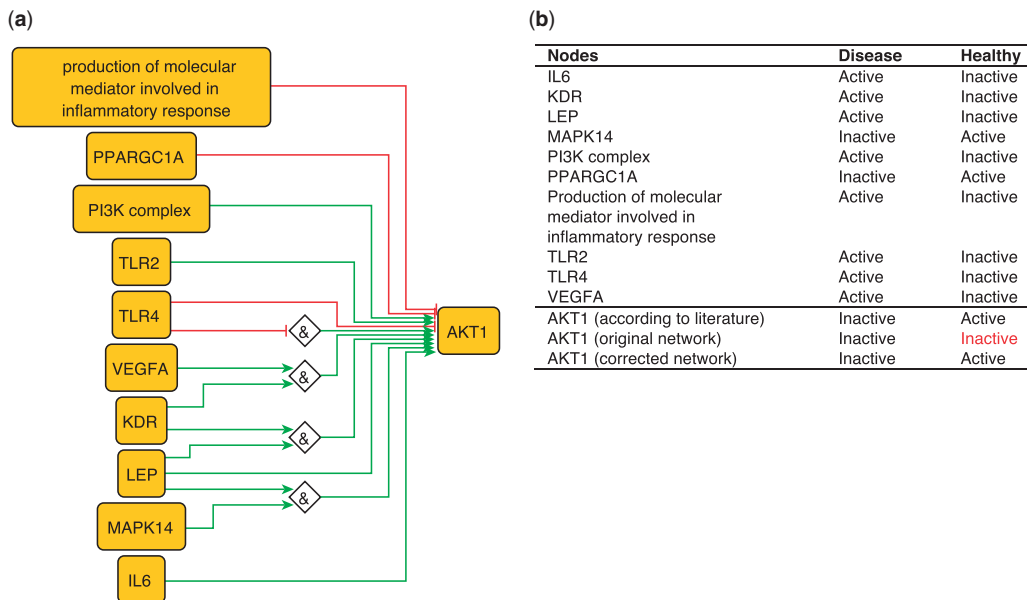 (a)
production of molecular
mediator involved in
inflammatory response
PPARGC1A
PI3K complex
TLR2
TLR4
&
AKT1
VEGFA
&
KDR
&
LEP
&
MAPK14
IL6
(b)
Nodes Disease Healthy
IL6 Active Inactive
KDR Active Inactive
LEP Active Inactive
MAPK14 Inactive Active
PI3K complex Active Inactive
PPARGC1A Inactive Active
Production of molecular Active Inactive
mediator involved in
inflammatory response
TLR2 Active Inactive
TLR4 Active Inactive
VEGFA Active Inactive
AKT1 (according to literature) Inactive Active
AKT1 (original network) Inactive Inactive
AKT1 (corrected network) Inactive Active